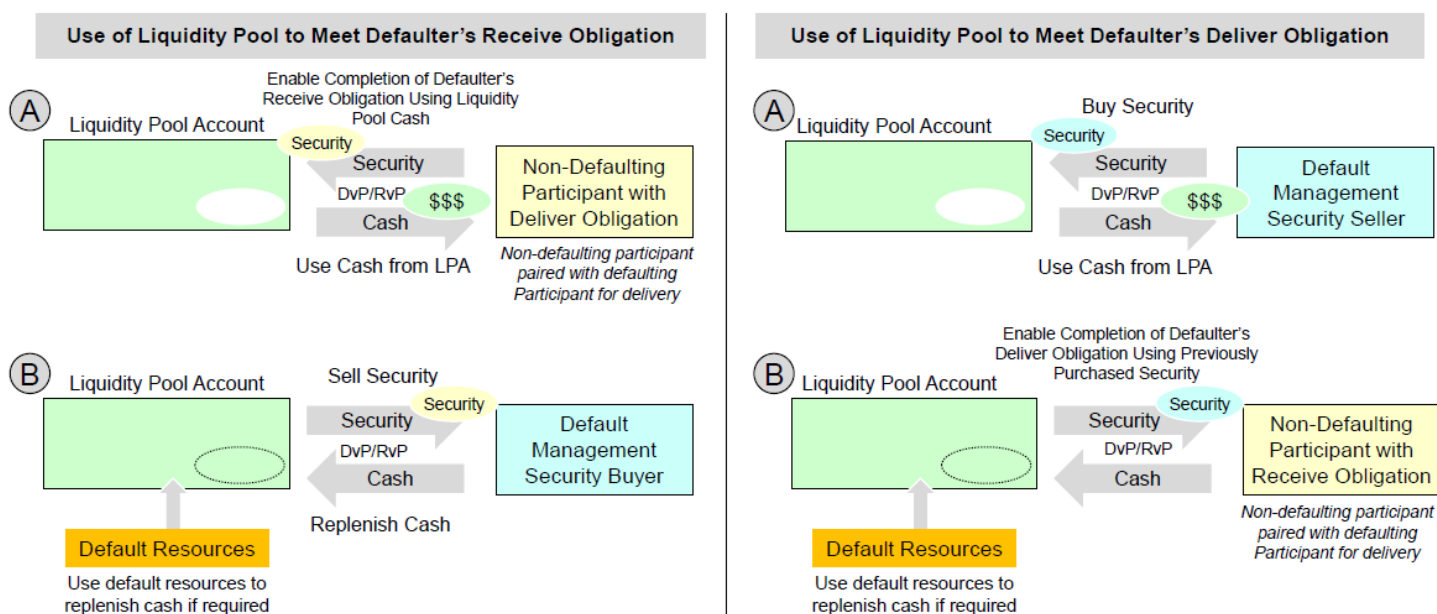 Use of Liquidity Pool to Meet Defaulter's Receive Obligation
A
Enable Completion of Defaulter's
Receive Obligation Using Liquidity
Pool Cash
Liquidity Pool Account
Security
Security
DvP/RvP
$$$
Cash
Use Cash from LPA
Non-Defaulting
Participant with
Deliver Obligation
Non-defaulting participant
paired with defaulting
Participant for delivery
B
Liquidity Pool Account
Sell Security
Security
Security
DvP/RvP
Cash
Replenish Cash
Default
Management
Security Buyer
Default Resources
Use default resources to
replenish cash if required
Use of Liquidity Pool to Meet Defaulter's Deliver Obligation
A
Liquidity Pool Account
Buy Security
Security
Security
DvP/RvP
$$$
Cash
Use Cash from LPA
Default
Management
Security Seller
B
Enable Completion of Defaulter's
Deliver Obligation Using Previously
Purchased Security
Liquidity Pool Account
Security
Security
DvP/RvP
Cash
Non-Defaulting
Participant with
Receive Obligation
Non-defaulting participant
paired with defaulting
Participant for delivery
Default Resources
Use default resources to
replenish cash if required